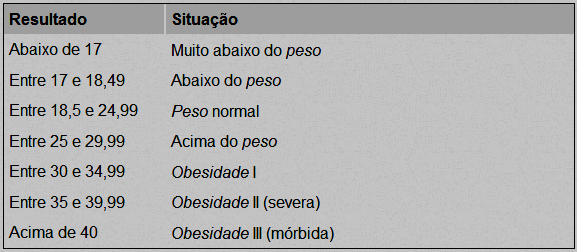 Resultado Situação
Abaixo de 17 Muito abaixo do peso
Entre 17 e 18,49 Abaixo do peso
Entre 18,5 e 24,99 Peso normal
Entre 25 e 29,99 Acima do peso
Entre 30 e 34,99 Obesidade I
Entre 35 e 39,99 Obesidade II (severa)
Acima de 40 Obesidade III (mórbida)